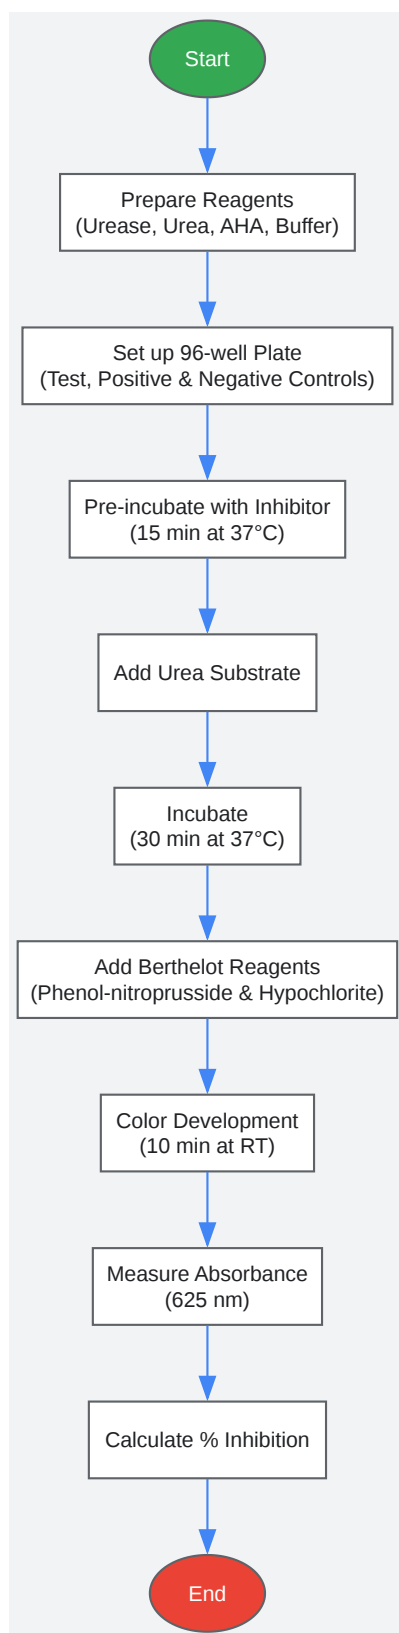 Start
Prepare Reagents
(Urease, Urea, AHA, Buffer)
Set up 96-well Plate
(Test, Positive & Negative Controls)
Pre-incubate with Inhibitor
(15 min at 37°C)
Add Urea Substrate
Incubate
(30 min at 37°C)
Add Berthelot Reagents
(Phenol-nitroprusside & Hypochlorite)
Color Development
(10 min at RT)
Measure Absorbance
(625 nm)
Calculate % Inhibition
End